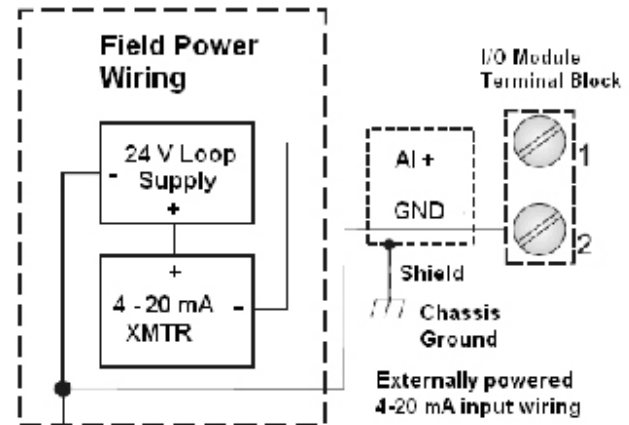 Field Power
Wiring
I/O Module
Terminal Block
24 V Loop
- Supply
+
+
4 - 20 mA -
XMTR
AI +
GND
1
2
Shield
Chassis
Ground
Externally powered
4-20 mA input wiring